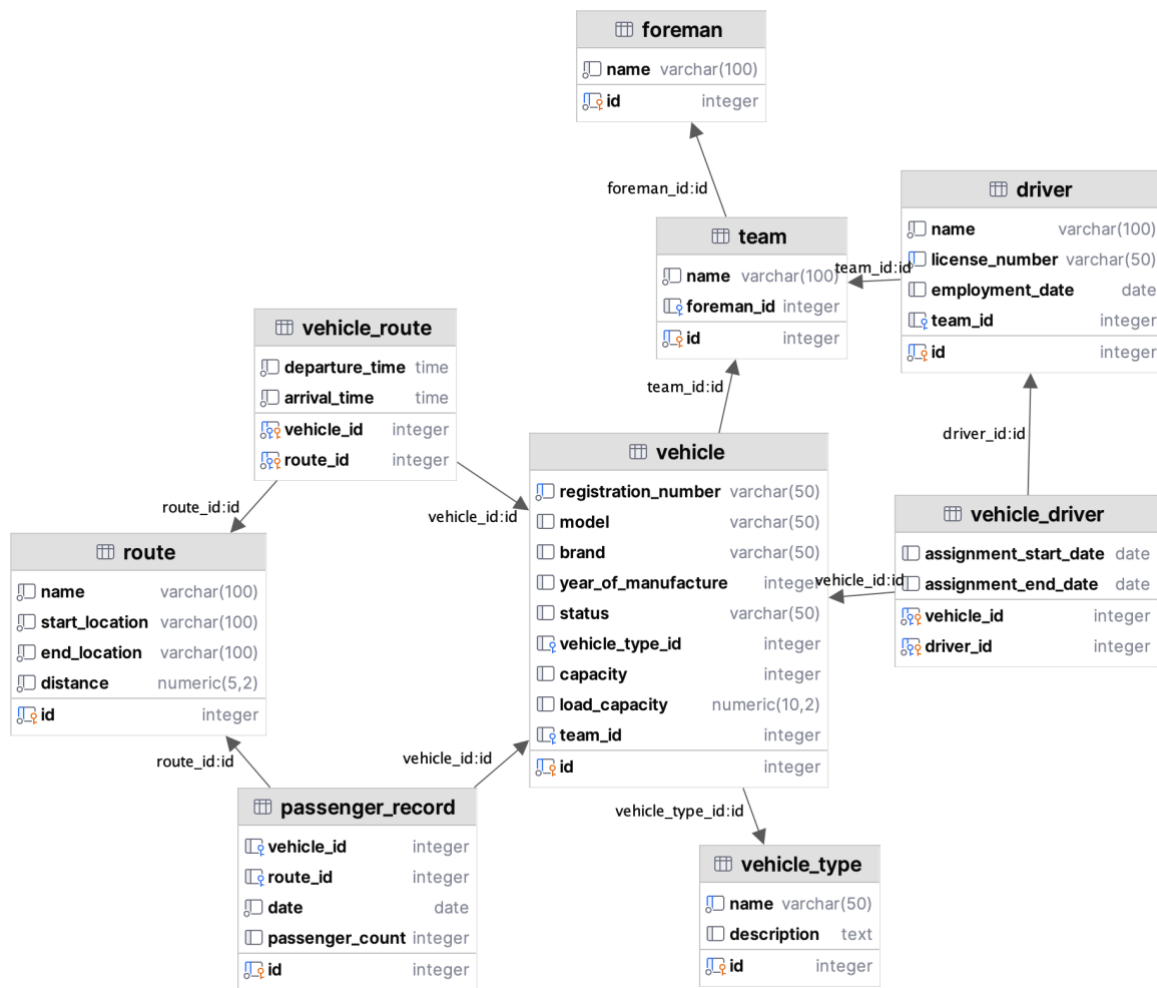 foreman
name varchar(100)
id integer
foreman_id:id
driver
name varchar(100)
license_number varchar(50)
employment_date date
team_id integer
id integer
team
name varchar(100)
foreman_id integer
id integer
team_id:id
vehicle_route
departure_time time
arrival_time time
vehicle_id integer
route_id integer
team_id:id
driver_id:id
route_id:id
vehicle_id:id
vehicle
registration_number varchar(50)
model varchar(50)
brand varchar(50)
year_of_manufacture integer
status varchar(50)
vehicle_type_id integer
capacity integer
load_capacity numeric(10,2)
team_id integer
id integer
vehicle_driver
assignment_start_date date
assignment_end_date date
vehicle_id integer
driver_id integer
vehicle_id:id
route
name varchar(100)
start_location varchar(100)
end_location varchar(100)
distance numeric(5,2)
id integer
route_id:id
vehicle_id:id
passenger_record
vehicle_id integer
route_id integer
date date
passenger_count integer
id integer
vehicle_type_id:id
vehicle_type
name varchar(50)
description text
id integer